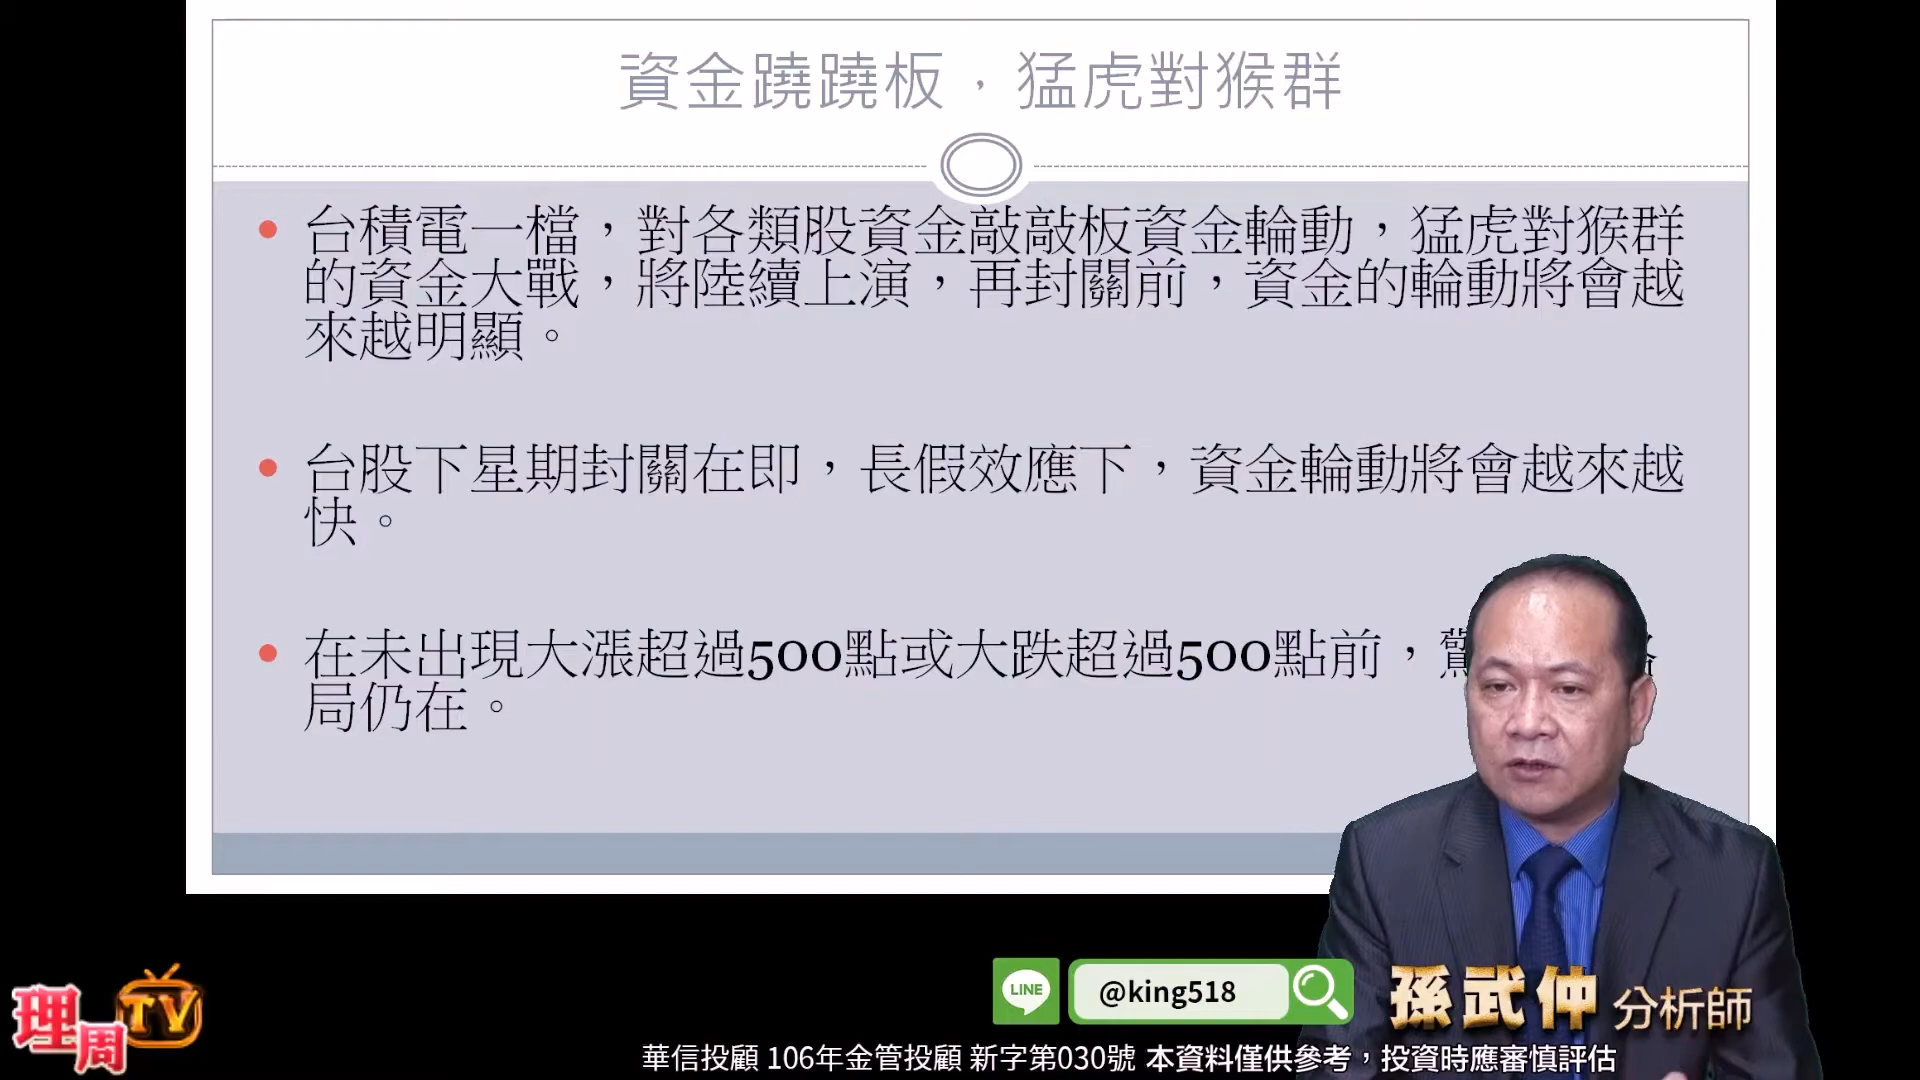 資金蹺蹺板，猛虎對猴群
台積電一檔，對各類股資金敲敲板資金輪動，猛虎對猴群
的資金大戰，將陸續上演，再封關前，資金的輪動將會越
來越明顯。
台股下星期封關在即，長假效應下，資金輪動將會越來越
快。
在未出現大漲超過500點或大跌超過500點前，驚
局仍在。
理周TV
LINE @king518
孫武仲 分析師
華信投顧 106年金管投顧 新字第030號 本資料僅供參考，投資時應審慎評估